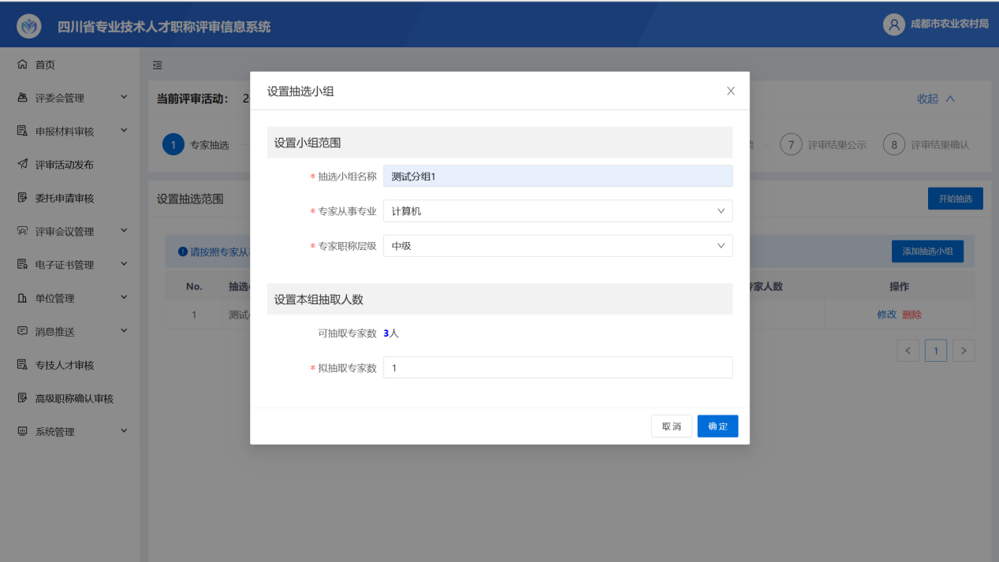 四川省专业技术人才职称评审信息系统
成都市农业农村局
首页
评委会管理
申报材料审核
评审活动发布
委托申请审核
评审会议管理
电子证书管理
单位管理
消息推送
专技人才审核
高级职称确认审核
系统管理
当前评审活动： 2
收起
1 专家抽选
7 评审结果公示
8 评审结果确认
设置抽选范围
开始抽选
请按照专家从
添加抽选小组
No. 抽选 家人数 操作
1 测试 修改 删除
< 1 >
设置抽选小组
设置小组范围
* 抽选小组名称 测试分组1
* 专家从事专业 计算机
* 专家职称层级 中级
设置本组抽取人数
可抽取专家数 3人
* 拟抽取专家数 1
取消 确定